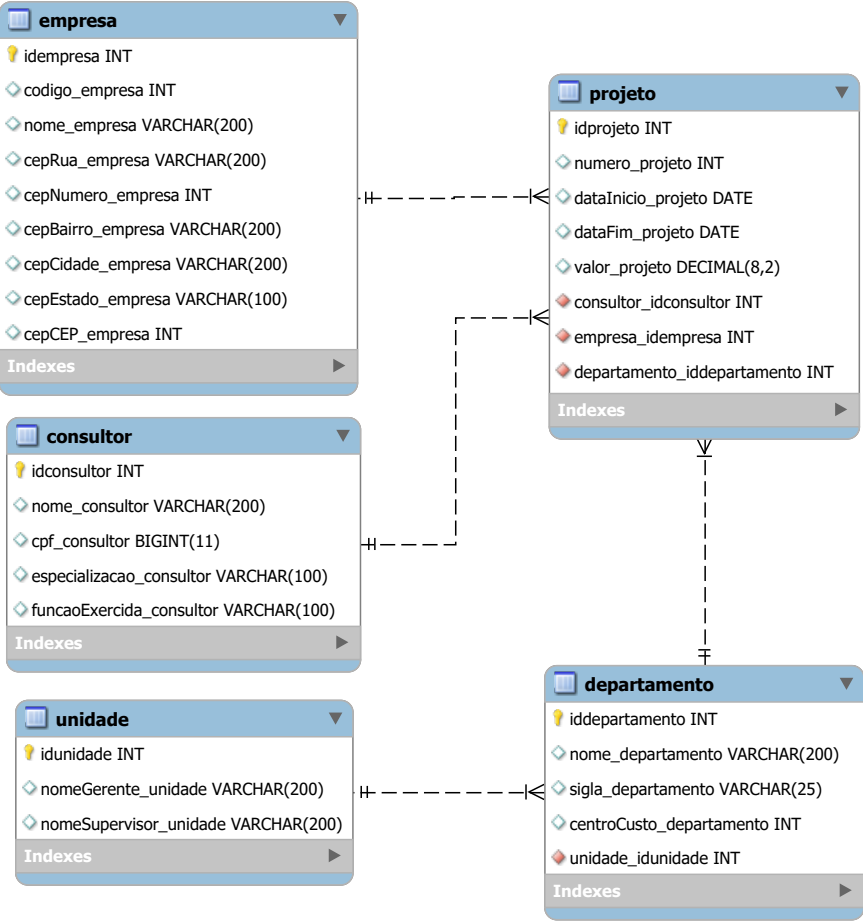 empresa
idempresa INT
codigo_empresa INT
nome_empresa VARCHAR(200)
cepRua_empresa VARCHAR(200)
cepNumero_empresa INT
cepBairro_empresa VARCHAR(200)
cepCidade_empresa VARCHAR(200)
cepEstado_empresa VARCHAR(100)
cepCEP_empresa INT
Indexes
projeto
idprojeto INT
numero_projeto INT
dataInicio_projeto DATE
dataFim_projeto DATE
valor_projeto DECIMAL(8,2)
consultor_idconsultor INT
empresa_idempresa INT
departamento_iddepartamento INT
Indexes
consultor
idconsultor INT
nome_consultor VARCHAR(200)
cpf_consultor BIGINT(11)
especializacao_consultor VARCHAR(100)
funcaoExercida_consultor VARCHAR(100)
Indexes
unidade
idunidade INT
nomeGerente_unidade VARCHAR(200)
nomeSupervisor_unidade VARCHAR(200)
Indexes
departamento
iddepartamento INT
nome_departamento VARCHAR(200)
sigla_departamento VARCHAR(25)
centroCusto_departamento INT
unidade_idunidade INT
Indexes